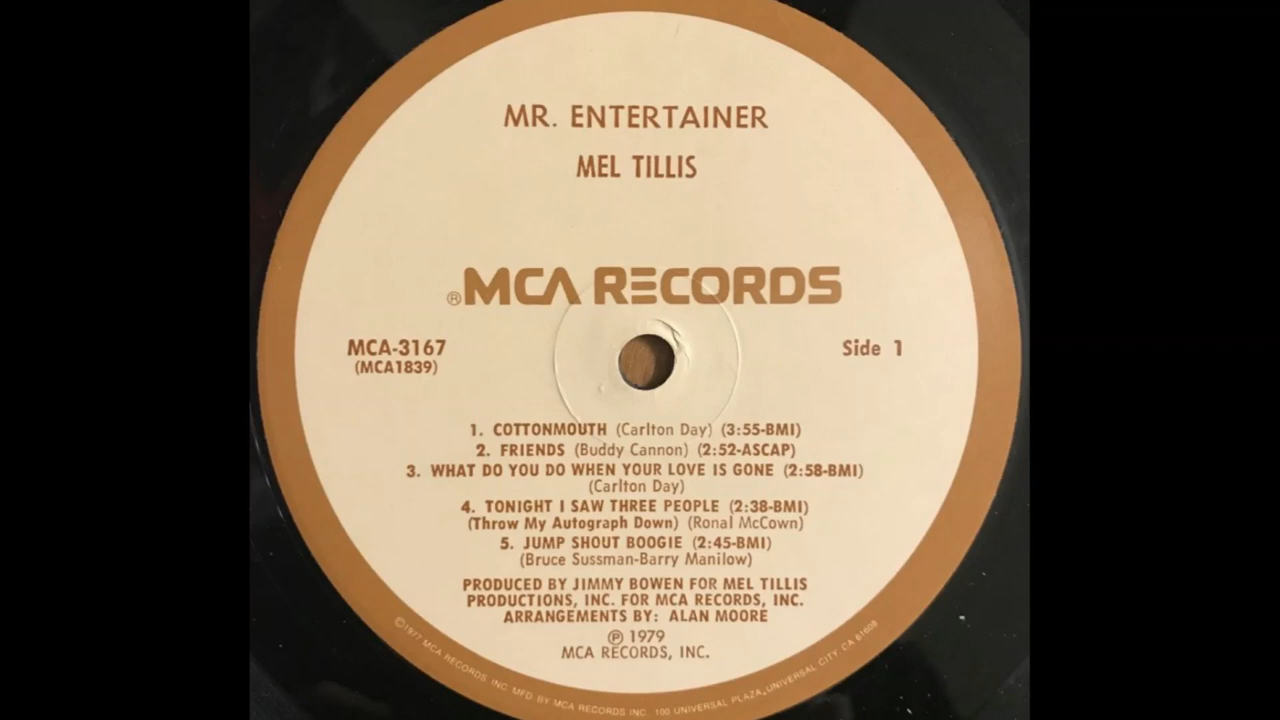 MR. ENTERTAINER
MEL TILLIS
®MCA RECORDS
MCA-3167
(MCA1839)
Side 1
1. COTTONMOUTH (Carlton Day) (3:55-BMI)
2. FRIENDS (Buddy Cannon) (2:52-ASCAP)
3. WHAT DO YOU DO WHEN YOUR LOVE IS GONE (2:58-BMI)
(Carlton Day)
4. TONIGHT I SAW THREE PEOPLE (2:38-BMI)
(Throw My Autograph Down) (Ronal McCown)
5. JUMP SHOUT BOOGIE (2:45-BMI)
(Bruce Sussman-Barry Manilow)
PRODUCED BY JIMMY BOWEN FOR MEL TILLIS
PRODUCTIONS, INC. FOR MCA RECORDS, INC.
ARRANGEMENTS BY: ALAN MOORE
℗ 1979
MCA RECORDS, INC.
©1977 MCA RECORDS INC. MFD BY MCA RECORDS INC. 100 UNIVERSAL PLAZA, UNIVERSAL CITY, CA 61608